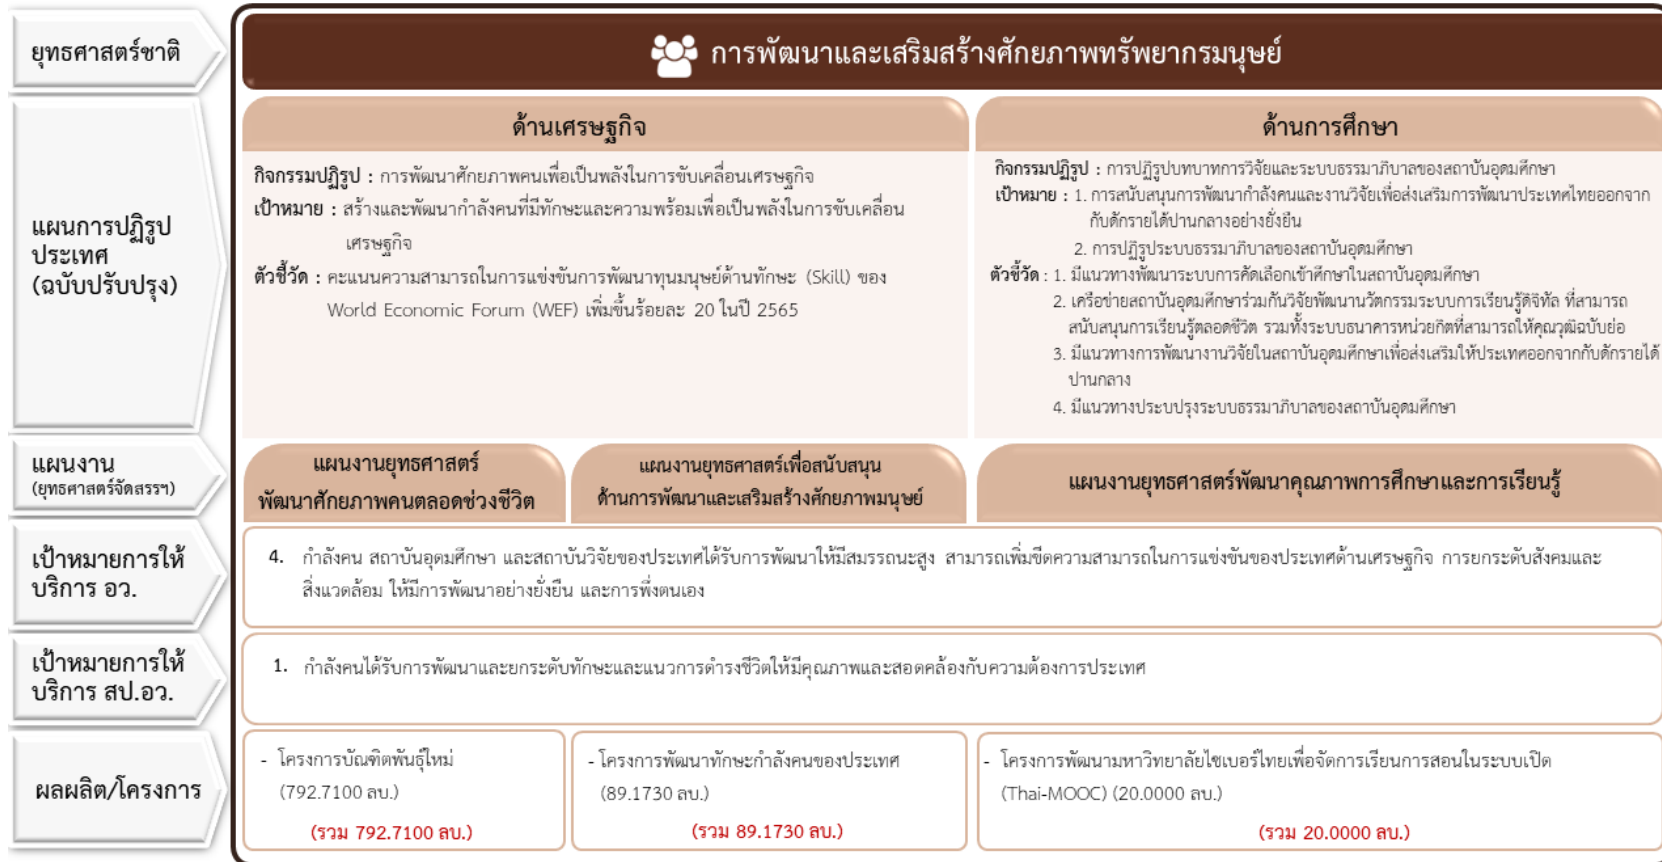 ยุทธศาสตร์ชาติ
การพัฒนาและเสริมสร้างศักยภาพทรัพยากรมนุษย์
แผนการปฏิรูป
ประเทศ
(ฉบับปรับปรุง)
ด้านเศรษฐกิจ
กิจกรรมปฏิรูป : การพัฒนาศักยภาพคนเพื่อเป็นพลังในการขับเคลื่อนเศรษฐกิจ
เป้าหมาย : สร้างและพัฒนากำลังคนที่มีทักษะและความพร้อมเพื่อเป็นพลังในการขับเคลื่อน
เศรษฐกิจ
ตัวชี้วัด : คะแนนความสามารถในการแข่งขันการพัฒนาทุนมนุษย์ด้านทักษะ (Skill) ของ
World Economic Forum (WEF) เพิ่มขึ้นร้อยละ 20 ในปี 2565
ด้านการศึกษา
กิจกรรมปฏิรูป : การปฏิรูปบทบาทการวิจัยและระบบธรรมาภิบาลของสถาบันอุดมศึกษา
เป้าหมาย : 1. การสนับสนุนการพัฒนากำลังคนและงานวิจัยเพื่อส่งเสริมการพัฒนาประเทศไทยออกจาก
กับดักรายได้ปานกลางอย่างยั่งยืน
2. การปฏิรูประบบธรรมาภิบาลของสถาบันอุดมศึกษา
ตัวชี้วัด : 1. มีแนวทางพัฒนาระบบการคัดเลือกเข้าศึกษาในสถาบันอุดมศึกษา
2. เครือข่ายสถาบันอุดมศึกษาร่วมกันวิจัยพัฒนานวัตกรรมระบบการเรียนรู้ดิจิทัล ที่สามารถ
สนับสนุนการเรียนรู้ตลอดชีวิต รวมทั้งระบบธนาคารหน่วยกิตที่สามารถให้คุณวุฒิฉบับย่อ
3. มีแนวทางการพัฒนางานวิจัยในสถาบันอุดมศึกษาเพื่อส่งเสริมให้ประเทศออกจากกับดักรายได้
ปานกลาง
4. มีแนวทางประบปรุงระบบธรรมาภิบาลของสถาบันอุดมศึกษา
แผนงาน
(ยุทธศาสตร์จัดสรรฯ)
แผนงานยุทธศาสตร์
พัฒนาศักยภาพคนตลอดช่วงชีวิต
แผนงานยุทธศาสตร์เพื่อสนับสนุน
ด้านการพัฒนาและเสริมสร้างศักยภาพมนุษย์
แผนงานยุทธศาสตร์พัฒนาคุณภาพการศึกษาและการเรียนรู้
เป้าหมายการให้
บริการ อว.
4. กำลังคน สถาบันอุดมศึกษา และสถาบันวิจัยของประเทศได้รับการพัฒนาให้มีสมรรถนะสูง สามารถเพิ่มขีดความสามารถในการแข่งขันของประเทศด้านเศรษฐกิจ การยกระดับสังคมและ
สิ่งแวดล้อม ให้มีการพัฒนาอย่างยั่งยืน และการพึ่งตนเอง
เป้าหมายการให้
บริการ สป.อว.
1. กำลังคนได้รับการพัฒนาและยกระดับทักษะและแนวการดำรงชีวิตให้มีคุณภาพและสอดคล้องกับความต้องการประเทศ
ผลผลิต/โครงการ
- โครงการบัณฑิตพันธุ์ใหม่
(792.7100 ลบ.)
(รวม 792.7100 ลบ.)
- โครงการพัฒนาทักษะกำลังคนของประเทศ
(89.1730 ลบ.)
(รวม 89.1730 ลบ.)
- โครงการพัฒนามหาวิทยาลัยไซเบอร์ไทยเพื่อจัดการเรียนการสอนในระบบเปิด
(Thai-MOOC) (20.0000 ลบ.)
(รวม 20.0000 ลบ.)